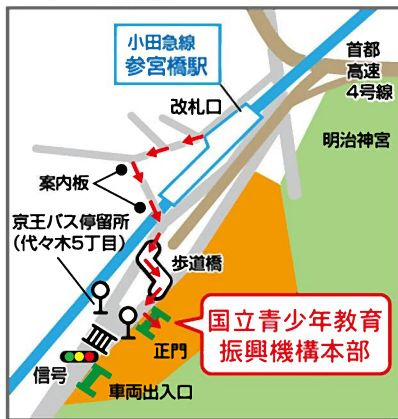 小田急線
参宮橋駅
首都
高速
4号線
改札口
明治神宮
案内板
京王バス停留所
（代々木5丁目）
歩道橋
国立青少年教育
振興機構本部
正門
信号
車両出入口